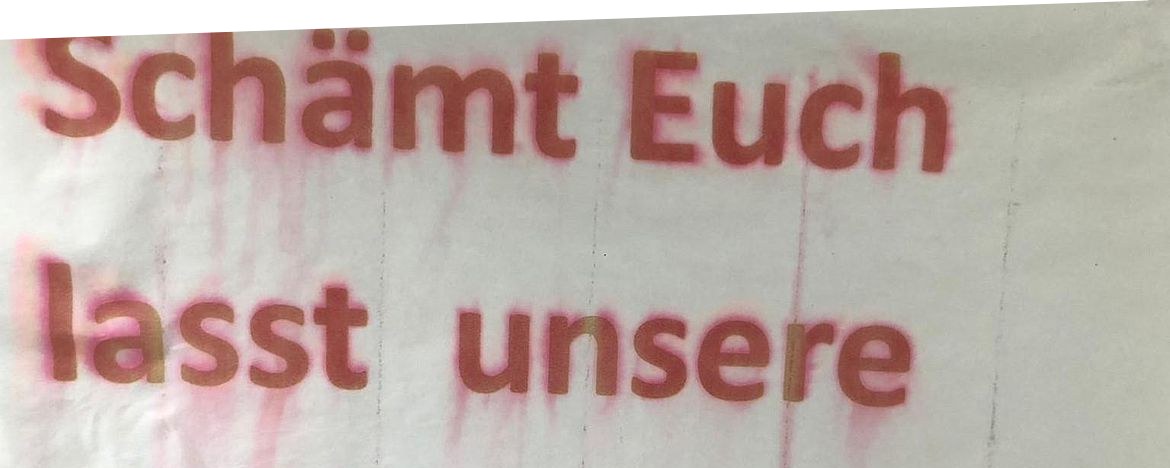 Schämt Euch
lasst unsere